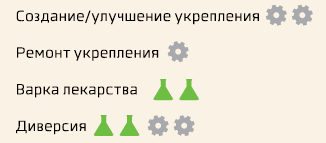 Создание/улучшение укрепления
Ремонт укрепления
Варка лекарства
Диверсия